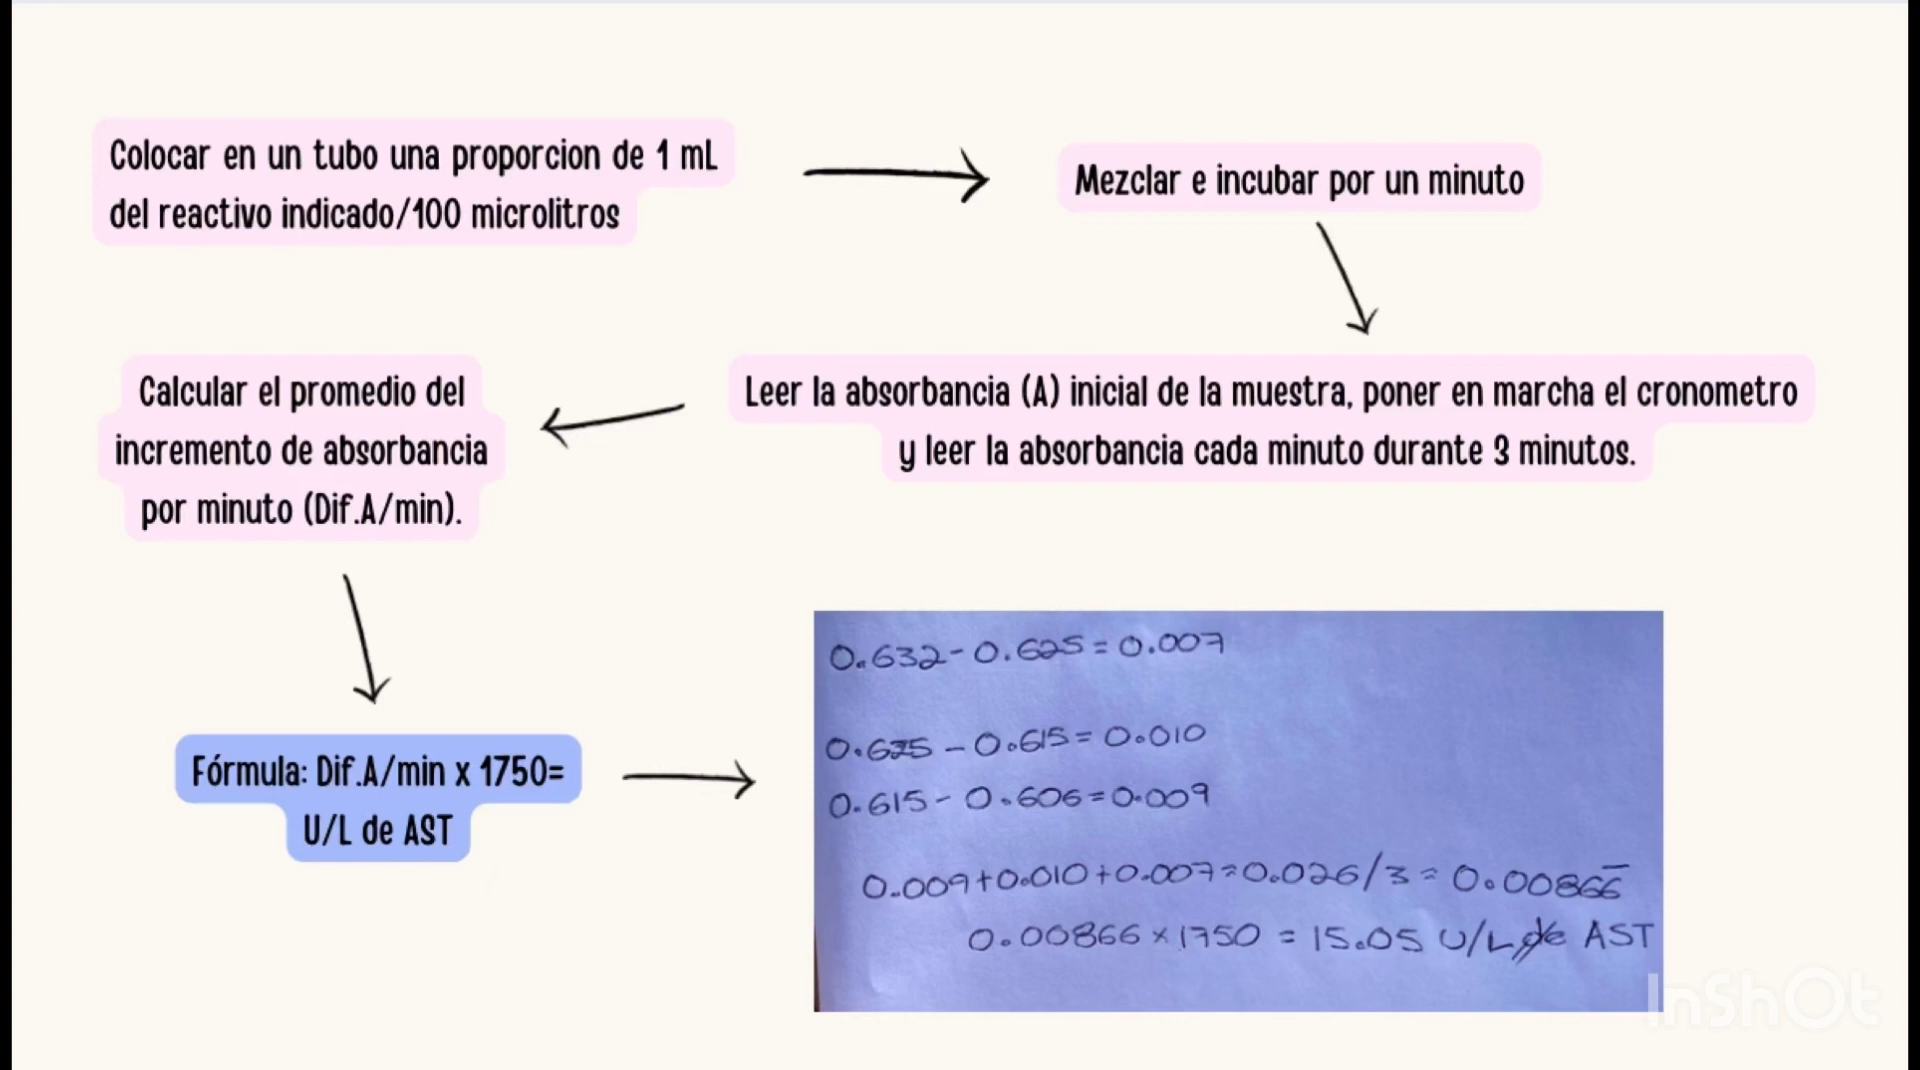 Colocar en un tubo una proporcion de 1 mL
del reactivo indicado/100 microlitros
Mezclar e incubar por un minuto
Leer la absorbancia (A) inicial de la muestra, poner en marcha el cronometro
y leer la absorbancia cada minuto durante 3 minutos.
Calcular el promedio del
incremento de absorbancia
por minuto (Dif.A/min).
Fórmula: Dif.A/min x 1750=
U/L de AST
0.632-0.625=0.007
0.625-0.615=0.010
0.615-0.606=0.009
0.009+0.010+0.007=0.026/3=0.00866
0.00866x1750=15.05 U/L de AST
InShOt